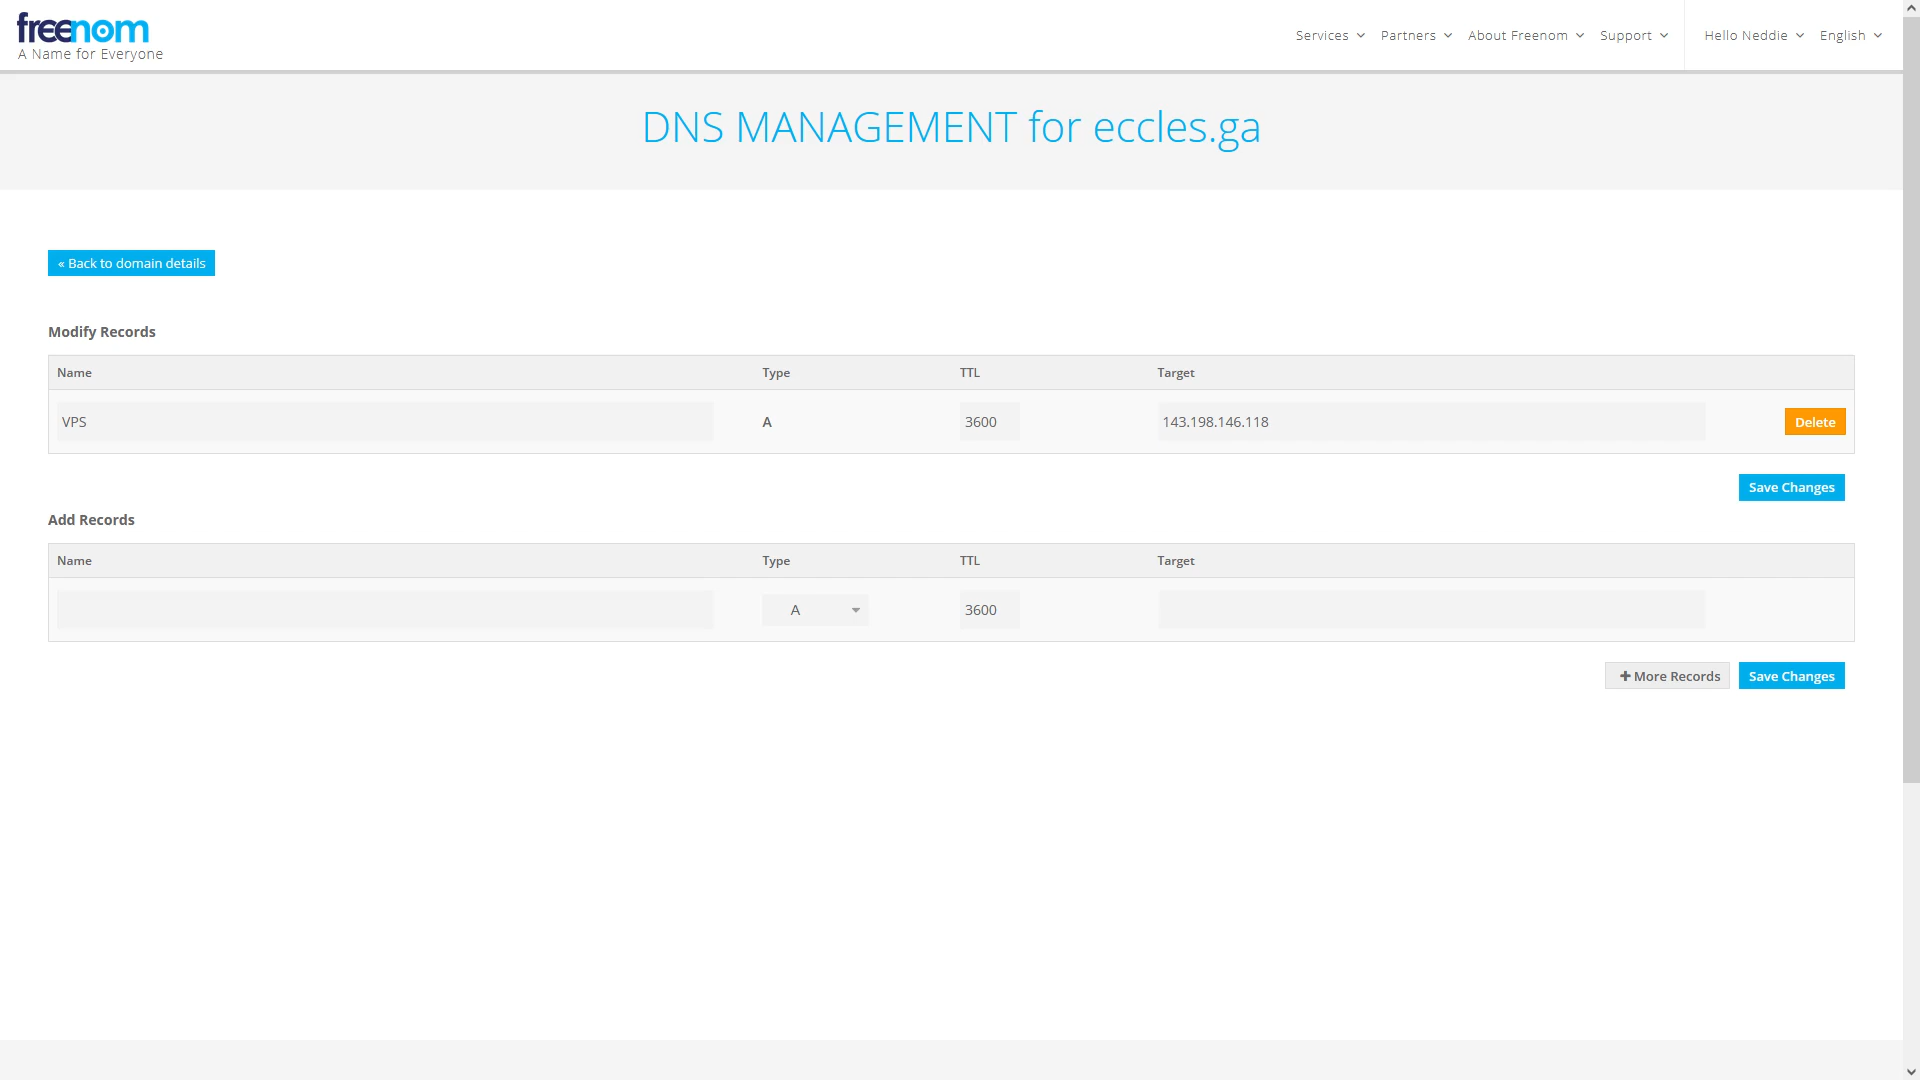 freenom
A Name for Everyone
Services Partners About Freenom Support Hello Neddie English
DNS MANAGEMENT for eccles.ga
« Back to domain details
Modify Records
Name Type TTL Target
VPS A 3600 143.198.146.118 Delete
Save Changes
Add Records
Name Type TTL Target
A 3600
+ More Records Save Changes